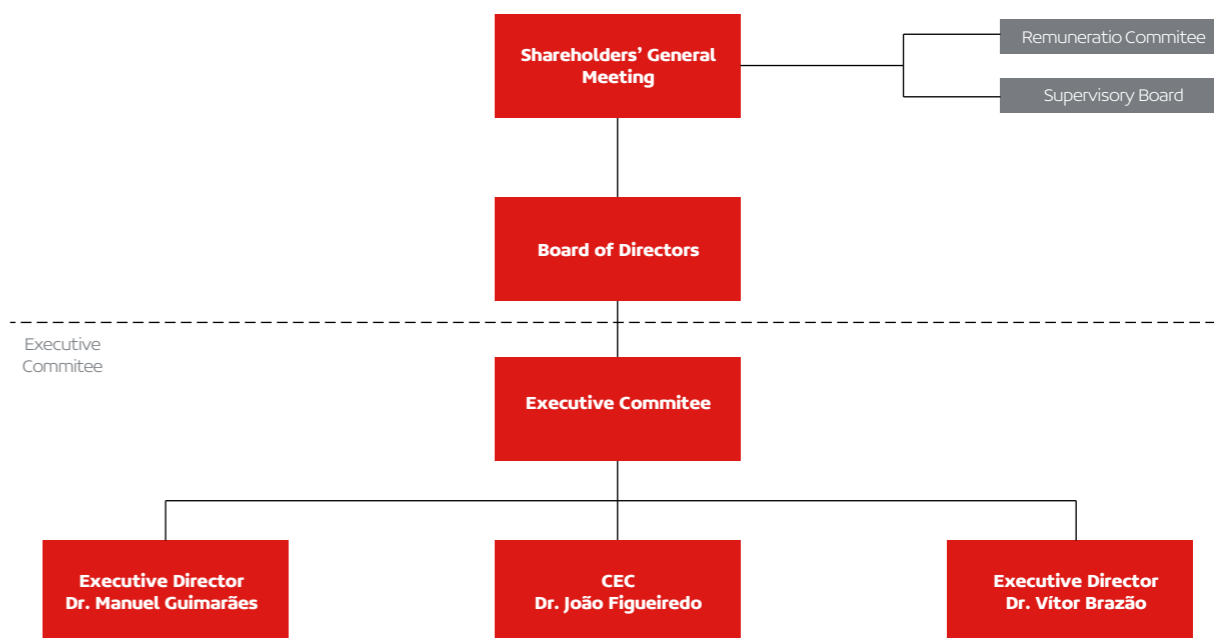 Shareholders’ General
Meeting
Remuneratio Commitee
Supervisory Board
Board of Directors
Executive
Commitee
Executive Commitee
Executive Director
Dr. Manuel Guimarães
CEC
Dr. João Figueiredo
Executive Director
Dr. Vítor Brazão